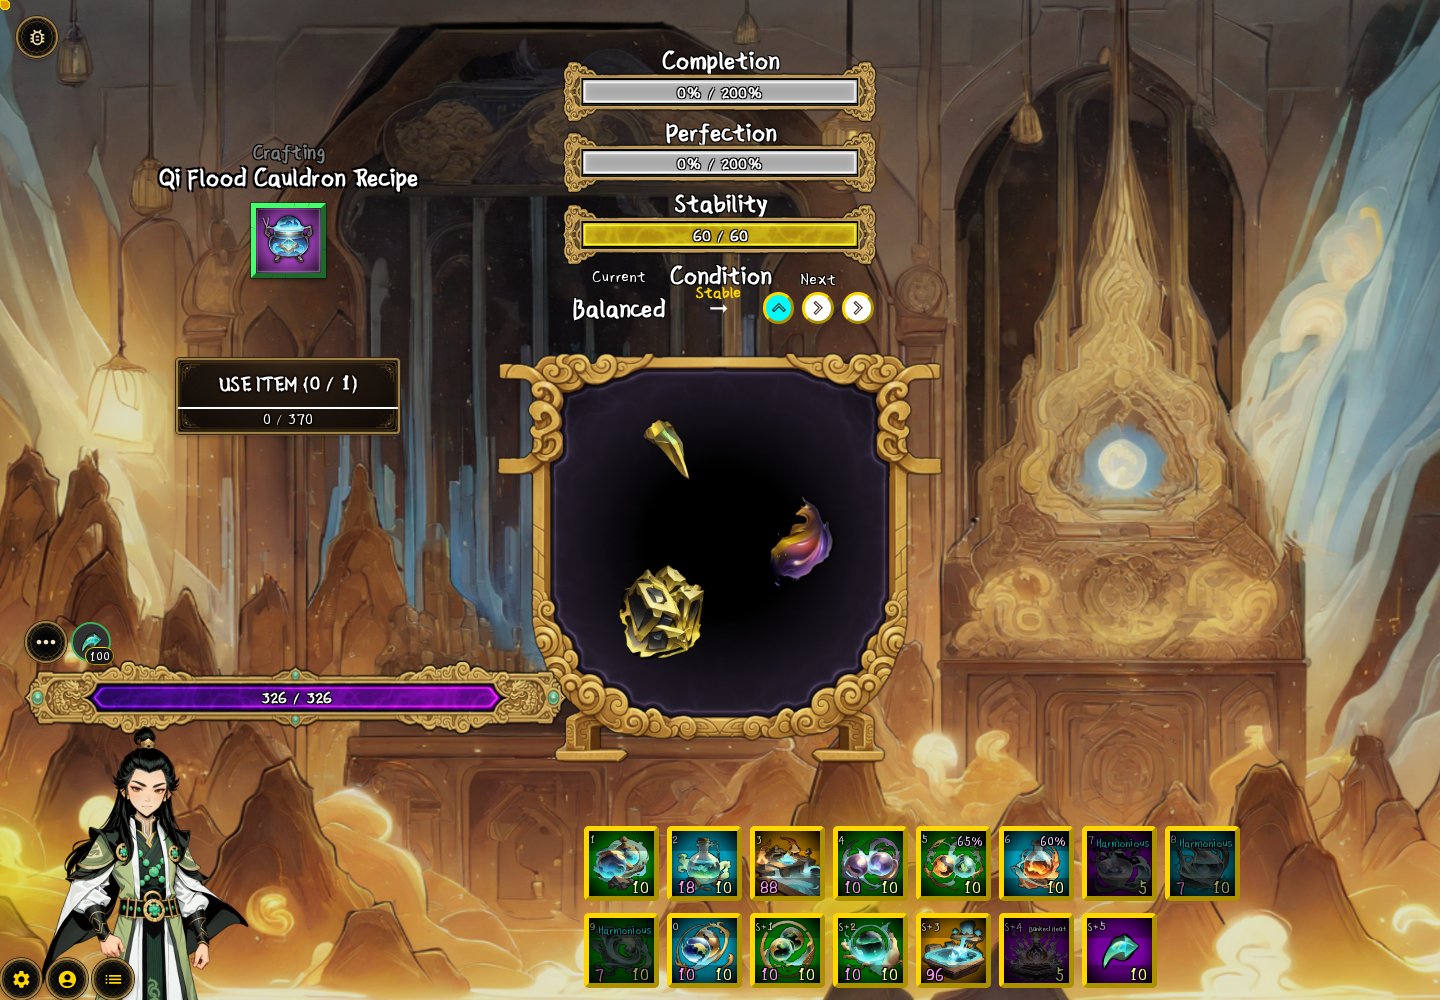 Completion
0% / 200%
Perfection
0% / 200%
Stability
60 / 60
Current
Condition
Next
Stable
Balanced
Crafting
Qi Flood Cauldron Recipe
USE ITEM (0 / 1)
0 / 370
100
326 / 326
1
10
2
18
10
3
88
4
10
10
5
65%
10
6
60%
10
7
Harmonious
5
8
Harmonious
7
10
9
Harmonious
7
10
0
10
10
S+1
10
10
S+2
10
10
S+3
96
S+4
Banked Heat
5
S+5
10